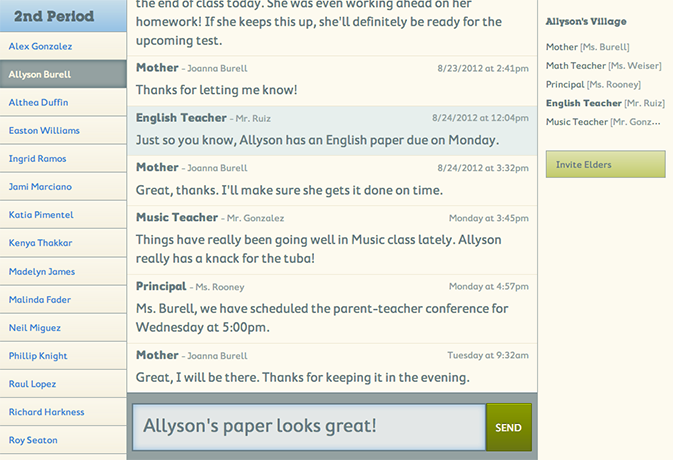 2nd Period
Alex Gonzalez
Allyson Burell
Althea Duffin
Easton Williams
Ingrid Ramos
Jami Marciano
Katia Pimentel
Kenya Thakkar
Madelyn James
Malinda Fader
Neil Miguez
Phillip Knight
Raul Lopez
Richard Harkness
Roy Seaton
the end of class today. She was even working ahead on her
homework! If she keeps this up, she'll definitely be ready for the
upcoming test.
Mother - Joanna Burell 8/23/2012 at 2:41pm
Thanks for letting me know!
English Teacher - Mr. Ruiz 8/24/2012 at 12:04pm
Just so you know, Allyson has an English paper due on Monday.
Mother - Joanna Burell 8/24/2012 at 3:32pm
Great, thanks. I'll make sure she gets it done on time.
Music Teacher - Mr. Gonzalez Monday at 3:45pm
Things have really been going well in Music class lately. Allyson
really has a knack for the tuba!
Principal - Ms. Rooney Monday at 4:57pm
Ms. Burell, we have scheduled the parent-teacher conference for
Wednesday at 5:00pm.
Mother - Joanna Burell Tuesday at 9:32am
Great, I will be there. Thanks for keeping it in the evening.
Allyson's paper looks great!
SEND
Allyson's Village
Mother [Ms. Burell]
Math Teacher [Ms. Weiser]
Principal [Ms. Rooney]
English Teacher [Mr. Ruiz]
Music Teacher [Mr. Gonz...
Invite Elders